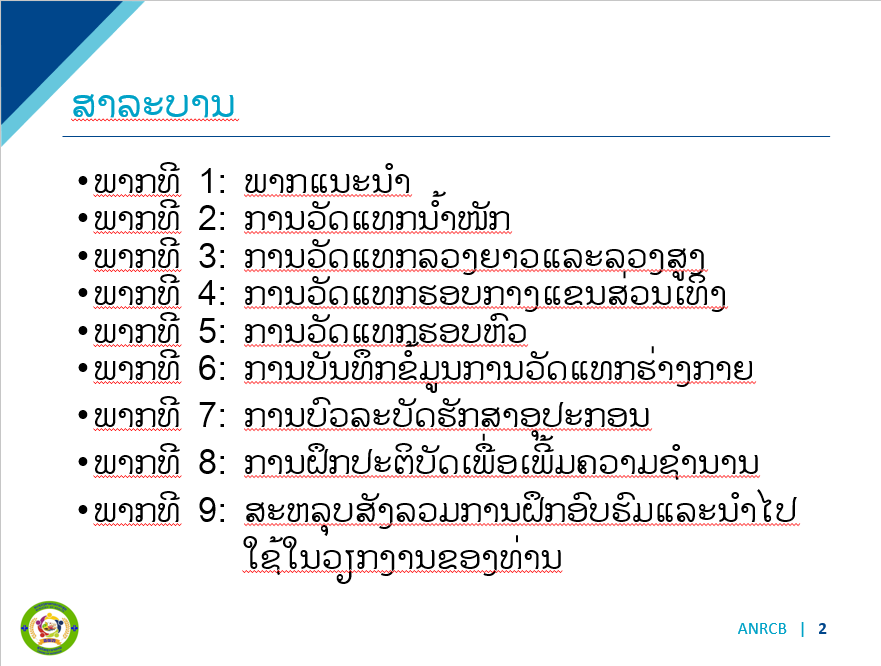 ສາລະບານ
•ພາກທີ 1: ພາກແນະນຳ
•ພາກທີ 2: ການວັດແທກນ້ຳໜັກ
•ພາກທີ 3: ການວັດແທກລວງຍາວແລະລວງສູງ
•ພາກທີ 4: ການວັດແທກຮອບກາງແຂນສ່ວນເທິງ
•ພາກທີ 5: ການວັດແທກຮອບຫົວ
•ພາກທີ 6: ການບັນທຶກຂໍ້ມູນການວັດແທກຮ່າງກາຍ
•ພາກທີ 7: ການບົວລະບັດຮັກສາອຸປະກອນ
•ພາກທີ 8: ການຝຶກປະຕິບັດເພື່ອເພີ້ມຄວາມຊຳນານ
•ພາກທີ 9: ສະຫລຸບສັງລວມການຝຶກອົບຮົມແລະນຳໄປ
ໃຊ້ໃນວຽກງານຂອງທ່ານ
ANRCB | 2